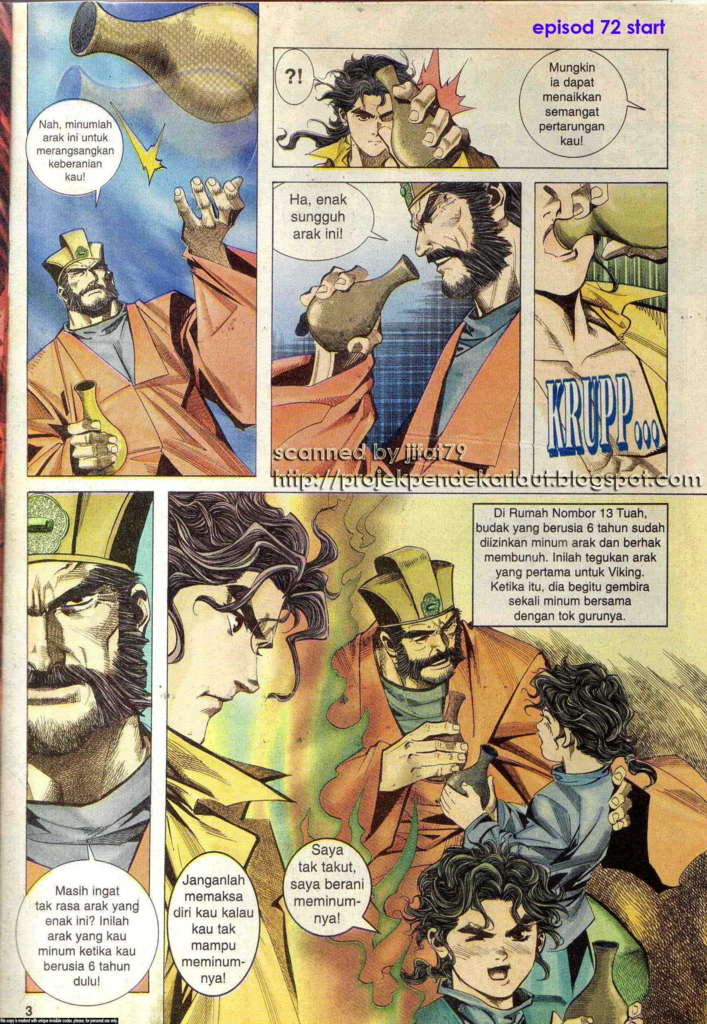 episod 72 start
Nah, minumlah
arak ini untuk
merangsangkan
keberanian
kau!
?!
Mungkin
ia dapat
menaikkan
semangat
pertarungan
kau!
Ha, enak
sungguh
arak ini!
KRUPP...
scanned by jjfat79
http://projekpendekarlaut.blogspot.com
Masih ingat
tak rasa arak yang
enak ini? Inilah
arak yang kau
minum ketika kau
berusia 6 tahun
dulu!
Janganlah
memaksa
diri kau kalau
kau tak
mampu
meminum-
nya!
Di Rumah Nombor 13 Tuah,
budak yang berusia 6 tahun sudah
diizinkan minum arak dan berhak
membunuh. Inilah tegukan arak
yang pertama untuk Viking.
Ketika itu, dia begitu gembira
sekali minum bersama
dengan tok gurunya.
Saya
tak takut,
saya berani
meminum-
nya!
3